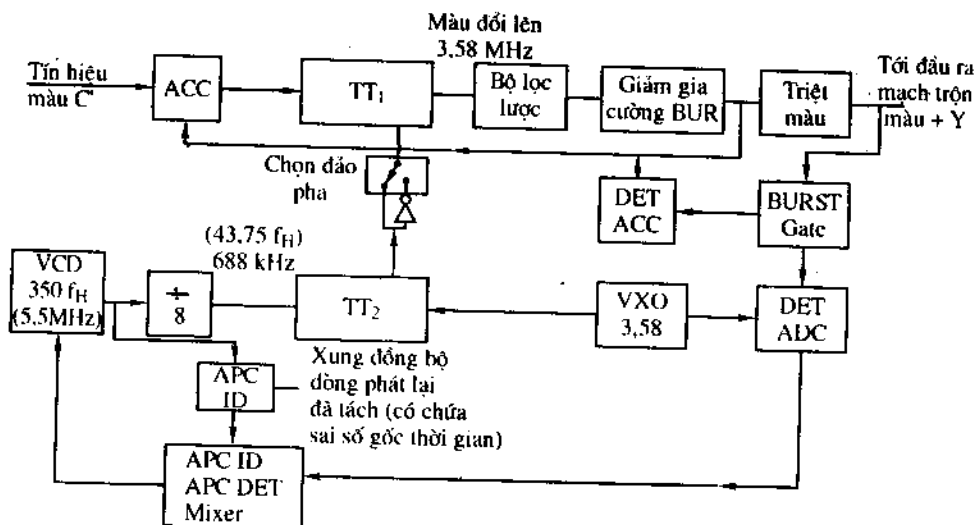 Màu đổi lên
3,58 MHz
Tín hiệu
màu C
ACC
TT₁
Bộ lọc
lược
Giảm gia
cường BUR
Triệt
màu
Tới đầu ra
mạch trộn
màu + Y
Chọn đảo
pha
DET
ACC
BURST
Gate
(43,75 f_H)
688 kHz
VCD
350 f_H
(5,5MHz)
1
8
TT₂
VXO
3,58
DET
ADC
APC
ID
Xung đồng bộ
dòng phát lại
đã tách (có chứa
sai số gốc thời gian)
APC ID
APC DET
Mixer